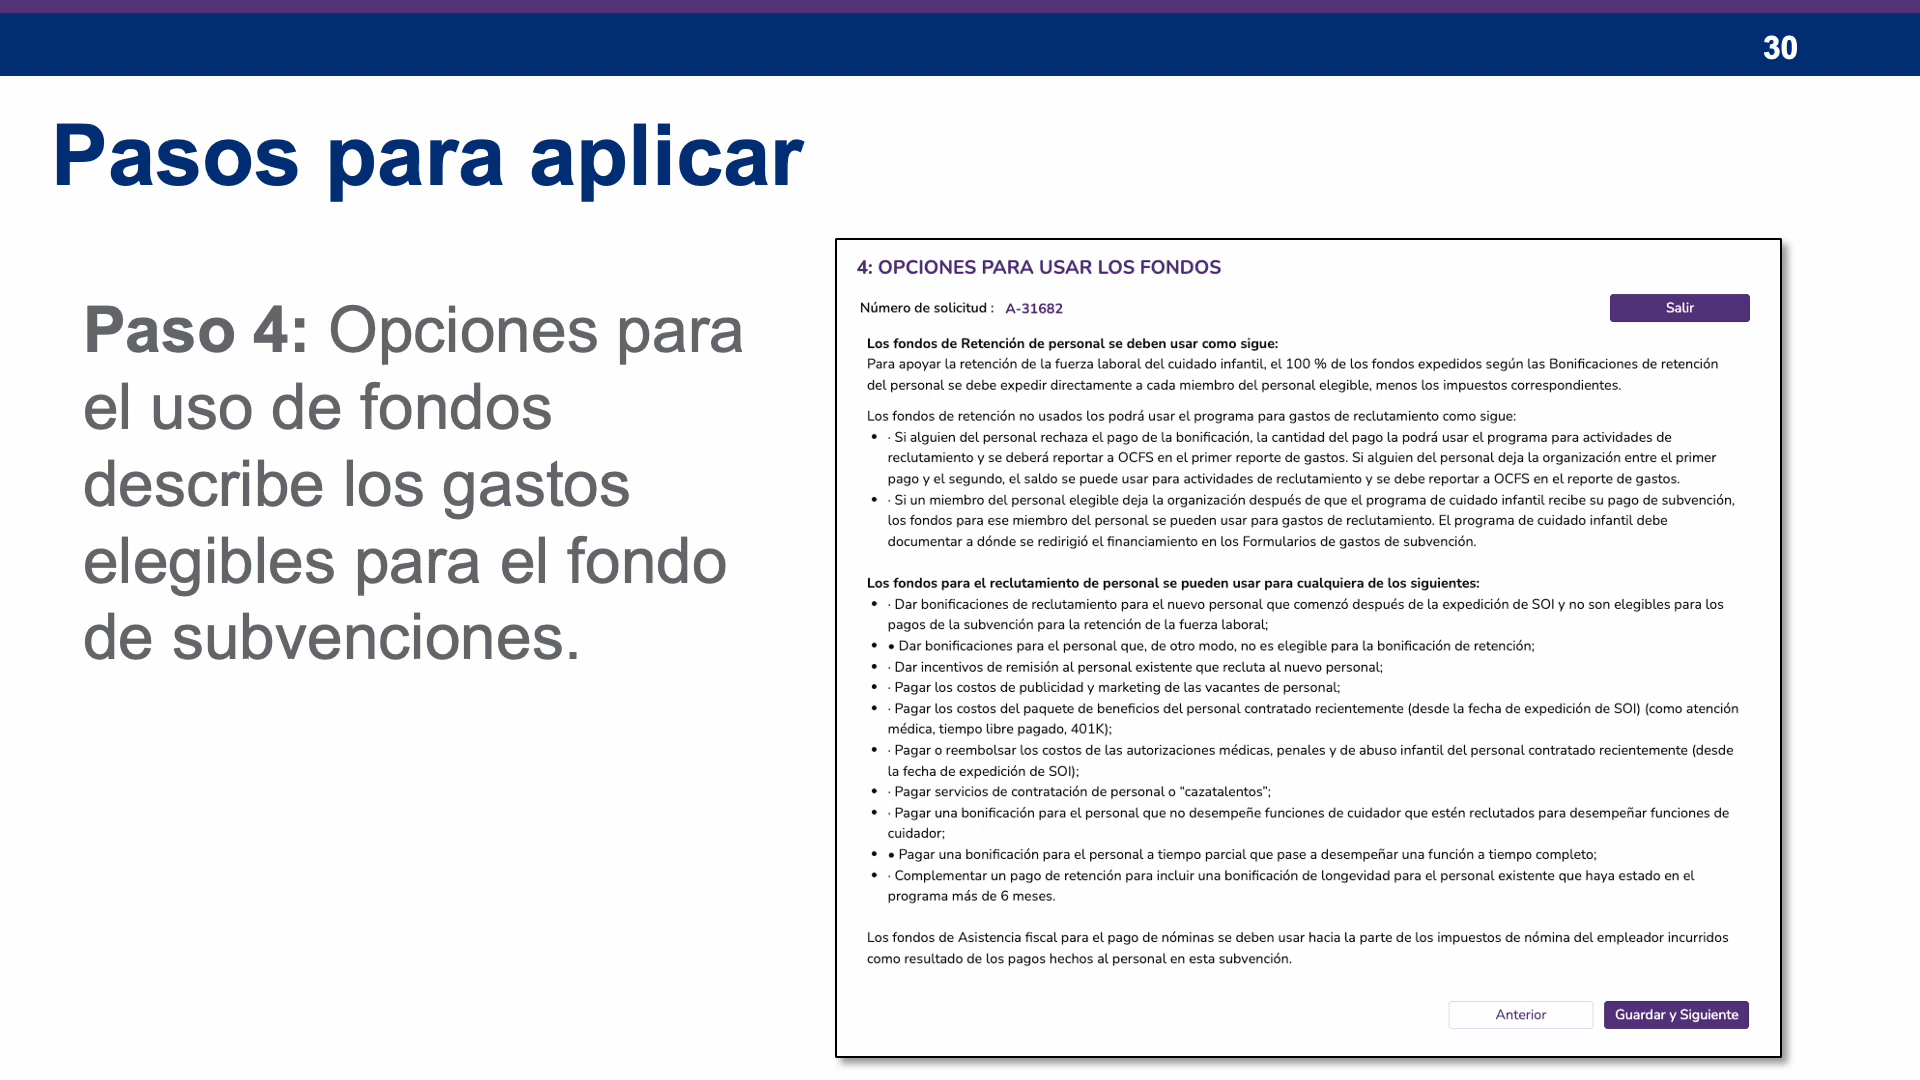 30
Pasos para aplicar
Paso 4: Opciones para
el uso de fondos
describe los gastos
elegibles para el fondo
de subvenciones.
4: OPCIONES PARA USAR LOS FONDOS
Número de solicitud : A-31682
Salir
Los fondos de Retención de personal se deben usar como sigue:
Para apoyar la retención de la fuerza laboral del cuidado infantil, el 100 % de los fondos expedidos según las Bonificaciones de retención
del personal se debe expedir directamente a cada miembro del personal elegible, menos los impuestos correspondientes.
Los fondos de retención no usados los podrá usar el programa para gastos de reclutamiento como sigue:
• · Si alguien del personal rechaza el pago de la bonificación, la cantidad del pago la podrá usar el programa para actividades de
reclutamiento y se deberá reportar a OCFS en el primer reporte de gastos. Si alguien del personal deja la organización entre el primer
pago y el segundo, el saldo se puede usar para actividades de reclutamiento y se debe reportar a OCFS en el reporte de gastos.
• · Si un miembro del personal elegible deja la organización después de que el programa de cuidado infantil recibe su pago de subvención,
los fondos para ese miembro del personal se pueden usar para gastos de reclutamiento. El programa de cuidado infantil debe
documentar a dónde se redirigió el financiamiento en los Formularios de gastos de subvención.
Los fondos para el reclutamiento de personal se pueden usar para cualquiera de los siguientes:
• · Dar bonificaciones de reclutamiento para el nuevo personal que comenzó después de la expedición de SOI y no son elegibles para los
pagos de la subvención para la retención de la fuerza laboral;
• • Dar bonificaciones para el personal que, de otro modo, no es elegible para la bonificación de retención;
• · Dar incentivos de remisión al personal existente que recluta al nuevo personal;
• · Pagar los costos de publicidad y marketing de las vacantes de personal;
• · Pagar los costos del paquete de beneficios del personal contratado recientemente (desde la fecha de expedición de SOI) (como atención
médica, tiempo libre pagado, 401K);
• · Pagar o reembolsar los costos de las autorizaciones médicas, penales y de abuso infantil del personal contratado recientemente (desde
la fecha de expedición de SOI);
• · Pagar servicios de contratación de personal o “cazatalentos”;
• · Pagar una bonificación para el personal que no desempeñe funciones de cuidador que estén reclutados para desempeñar funciones de
cuidador;
• • Pagar una bonificación para el personal a tiempo parcial que pase a desempeñar una función a tiempo completo;
• · Complementar un pago de retención para incluir una bonificación de longevidad para el personal existente que haya estado en el
programa más de 6 meses.
Los fondos de Asistencia fiscal para el pago de nóminas se deben usar hacia la parte de los impuestos de nómina del empleador incurridos
como resultado de los pagos hechos al personal en esta subvención.
Anterior
Guardar y Siguiente